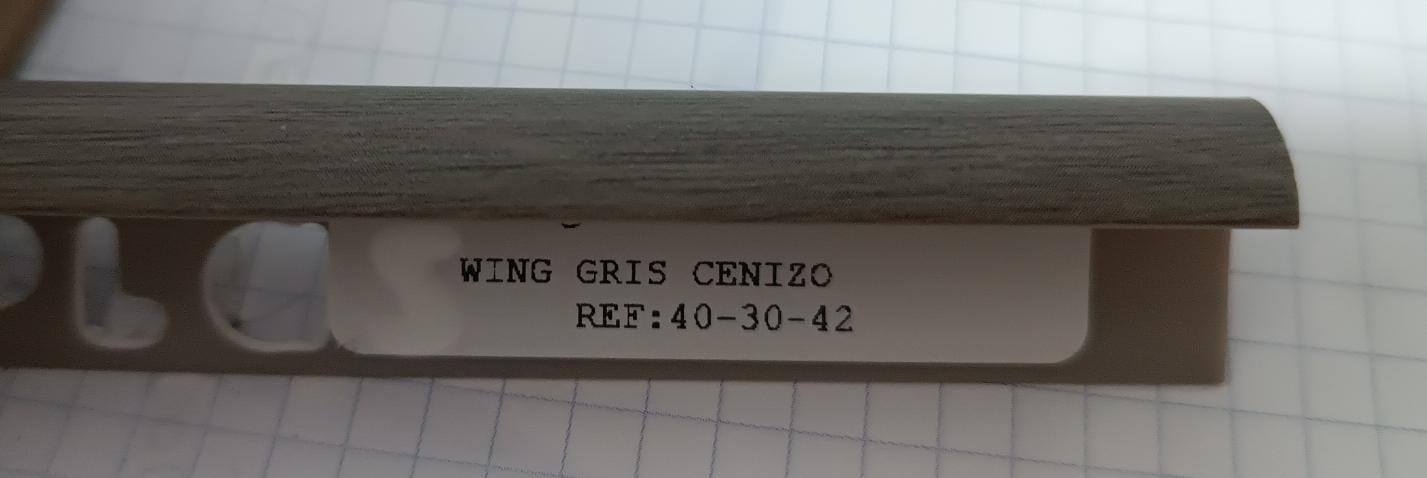 WING GRIS CENIZO
REF:40-30-42